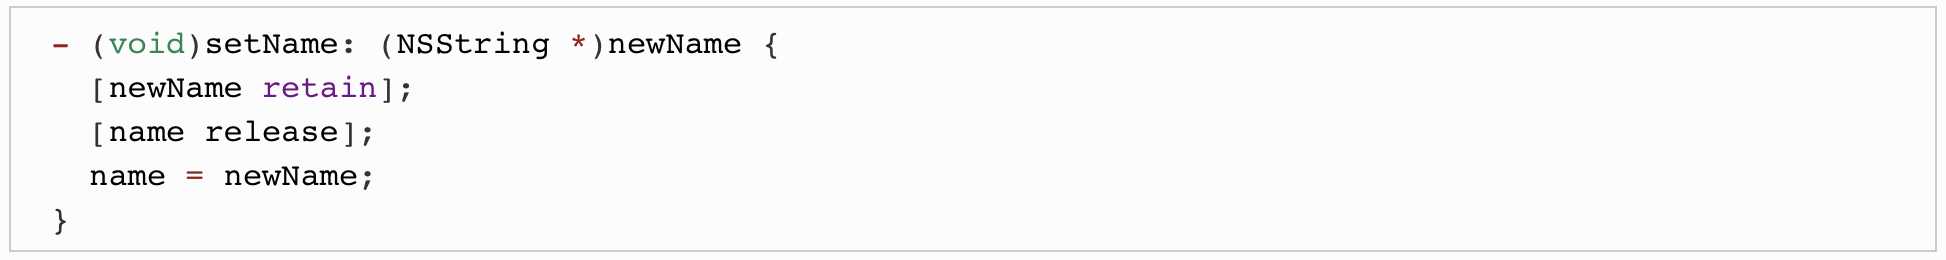 - (void)setName: (NSString *)newName {
  [newName retain];
  [name release];
  name = newName;
}